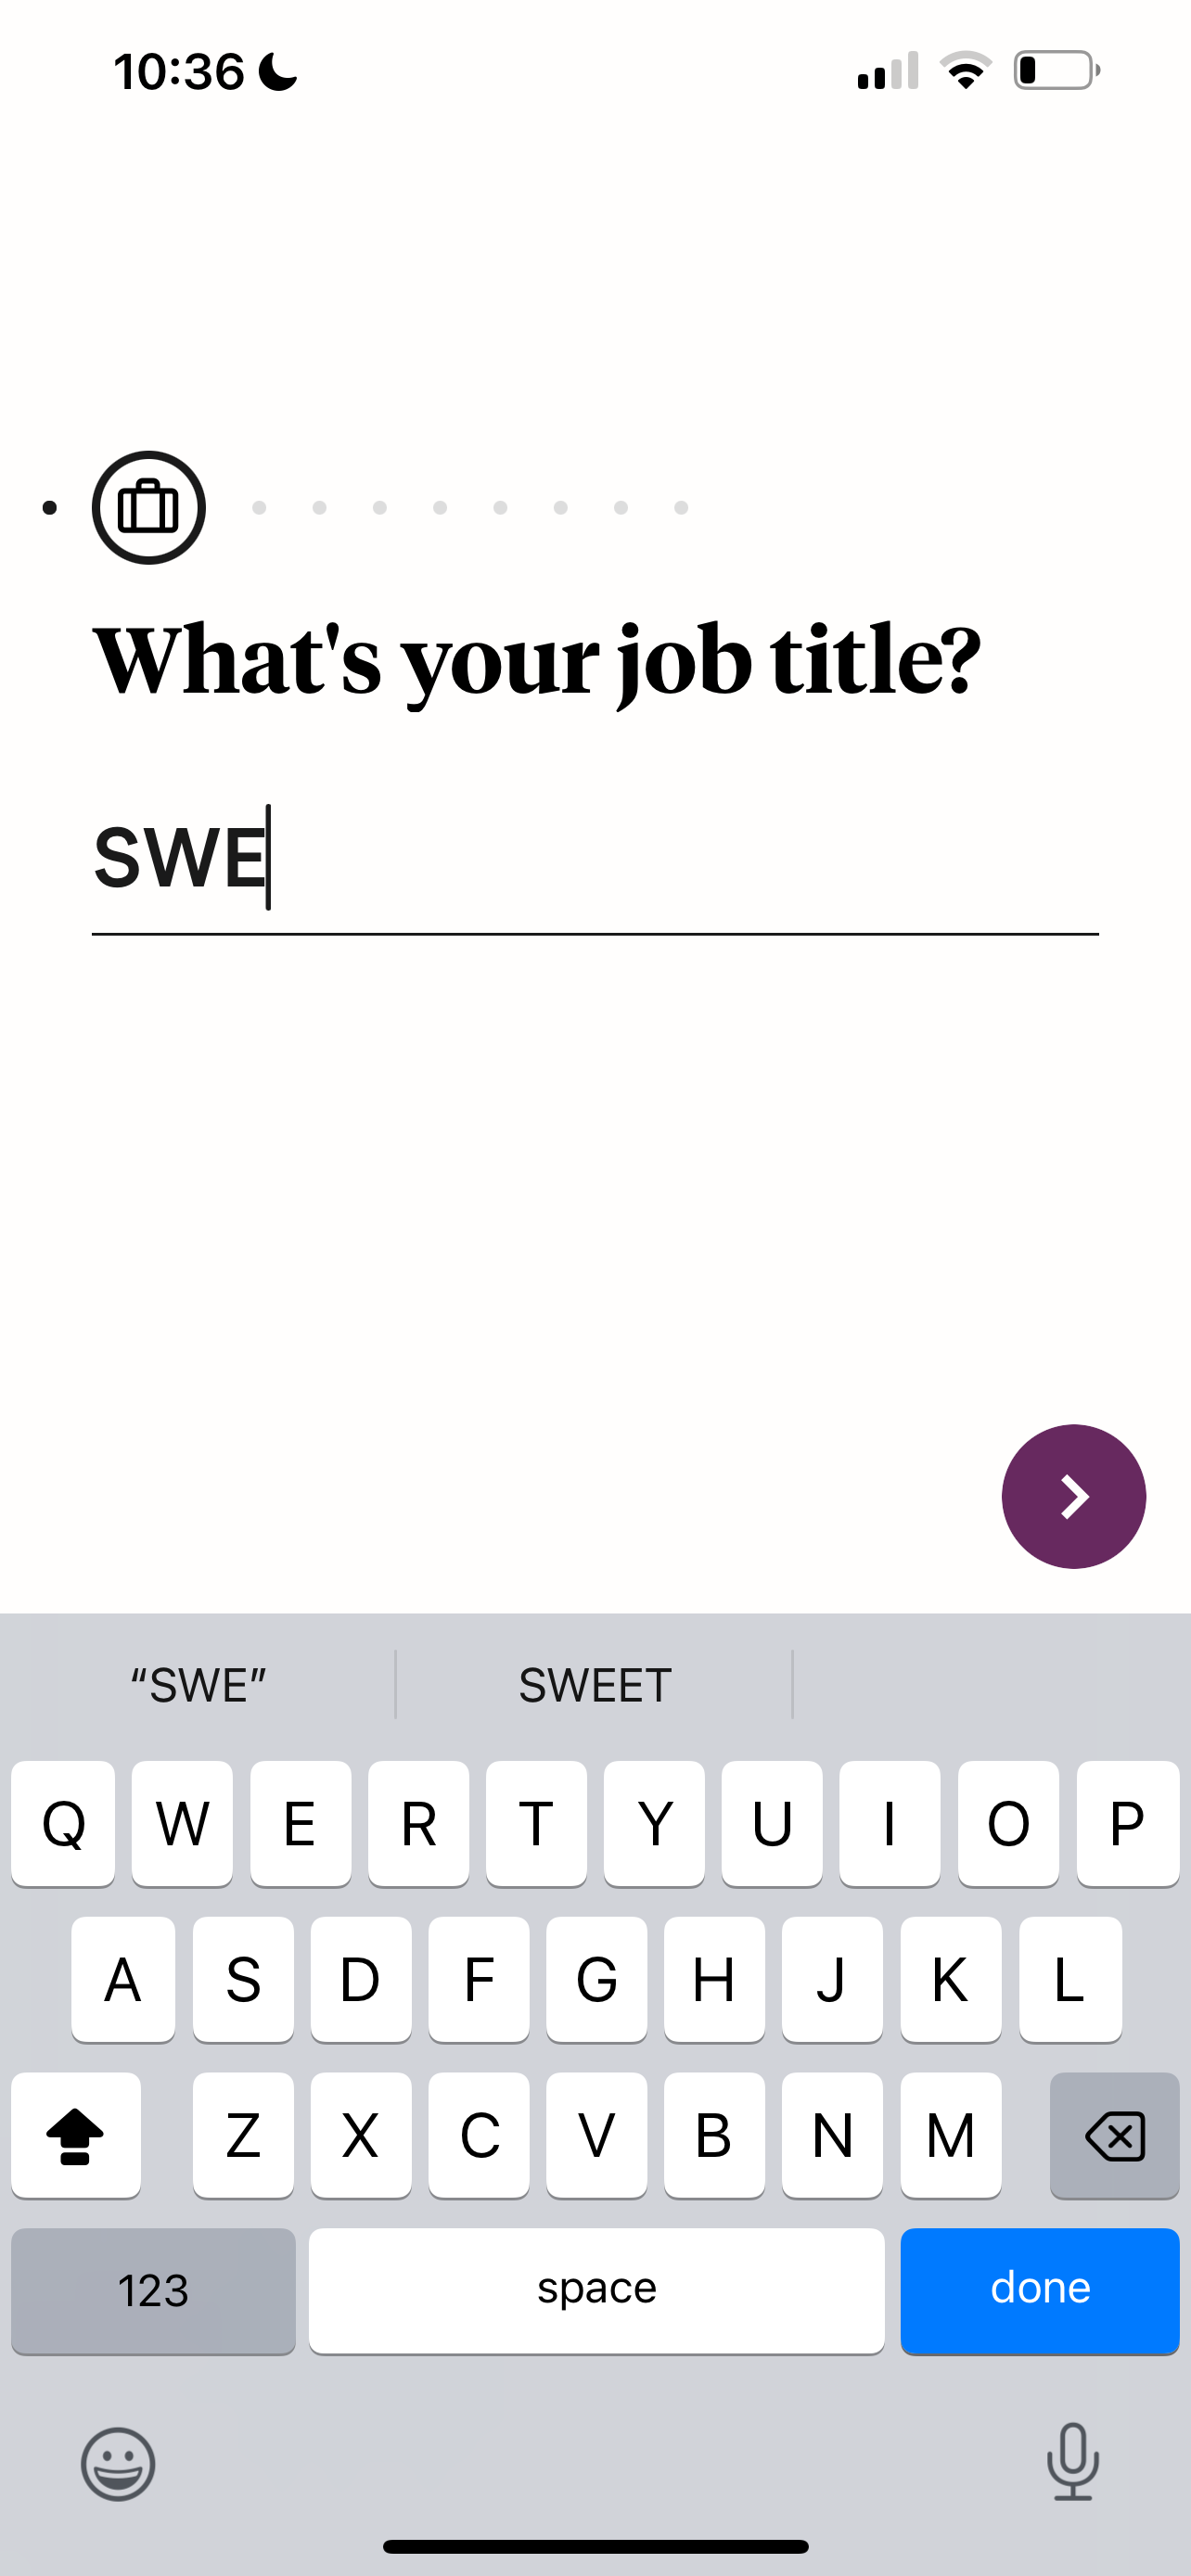 10:36
What's your job title?
SWE
“SWE” SWEET
Q W E R T Y U I O P
A S D F G H J K L
Z X C V B N M
123 space done